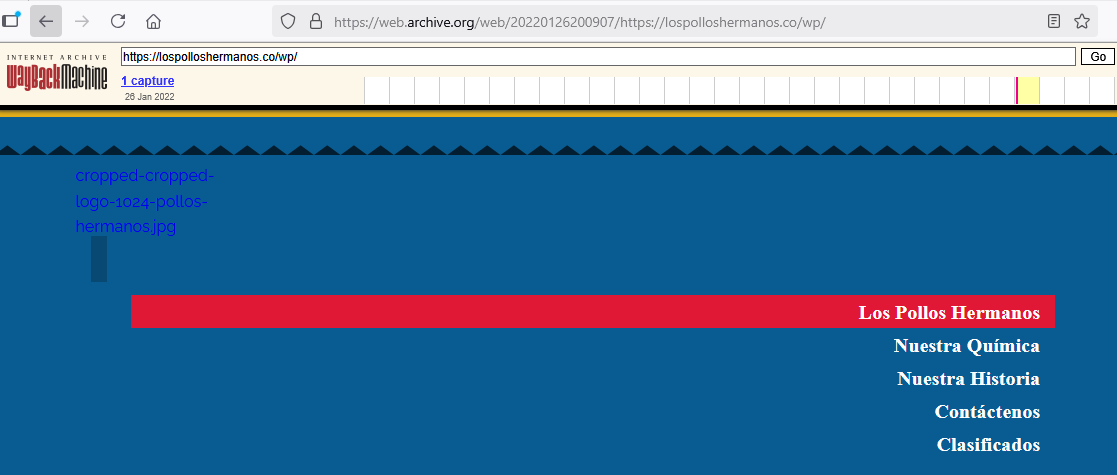 https://web.archive.org/web/20220126200907/https://lospolloshermanos.co/wp/
INTERNET ARCHIVE
WayBackMachine
https://lospolloshermanos.co/wp/
Go
1 capture
26 Jan 2022
cropped-cropped-
logo-1024-pollos-
hermanos.jpg
Los Pollos Hermanos
Nuestra Química
Nuestra Historia
Contáctenos
Clasificados